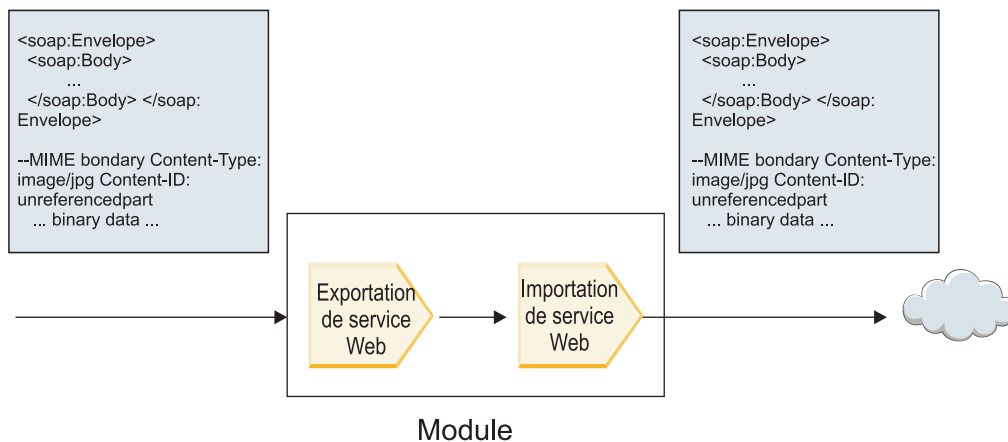 <soap:Envelope>
<soap:Body>
...
</soap:Body> </soap:
Envelope>
--MIME bondary Content-Type:
image/jpg Content-ID:
unreferencedpart
... binary data ...
<soap:Envelope>
<soap:Body>
...
</soap:Body> </soap:
Envelope>
--MIME bondary Content-Type:
image/jpg Content-ID:
unreferencedpart
... binary data ...
Exportation
de service
Web
Importation
de service
Web
Module